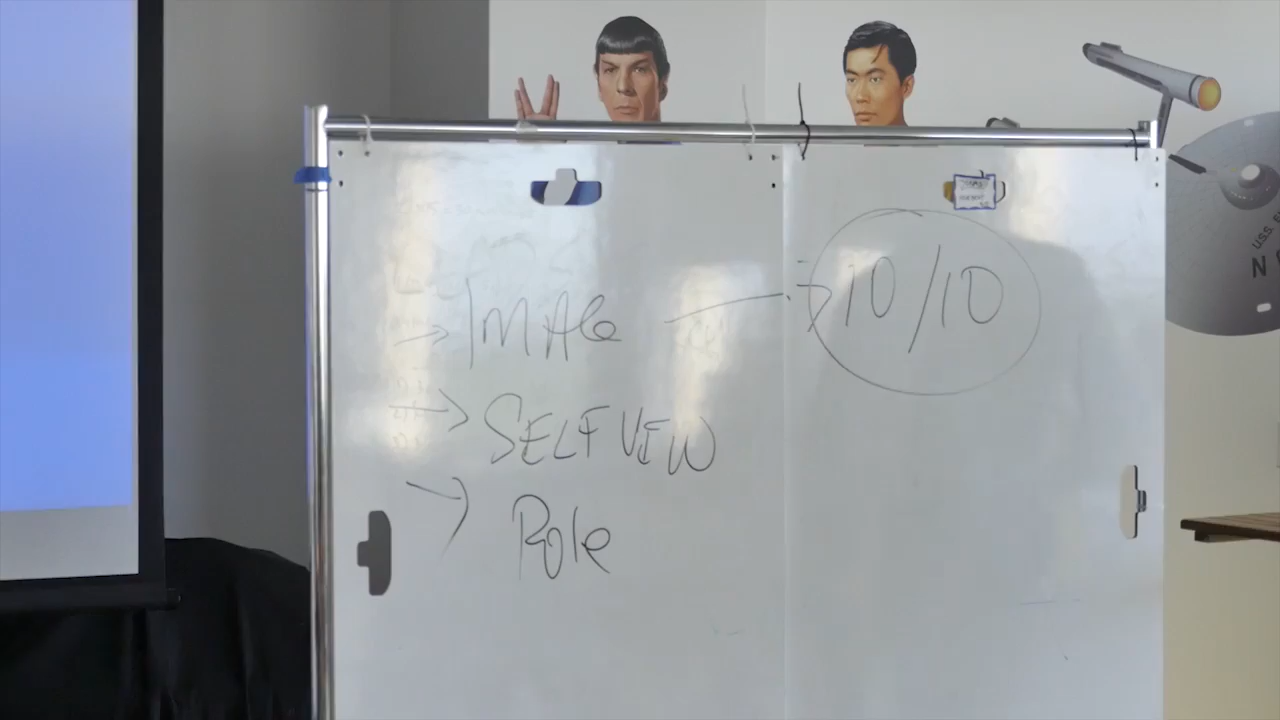 IMAGe → 10/10
→ SELF VIEW
→ Role
U.S.S.
N